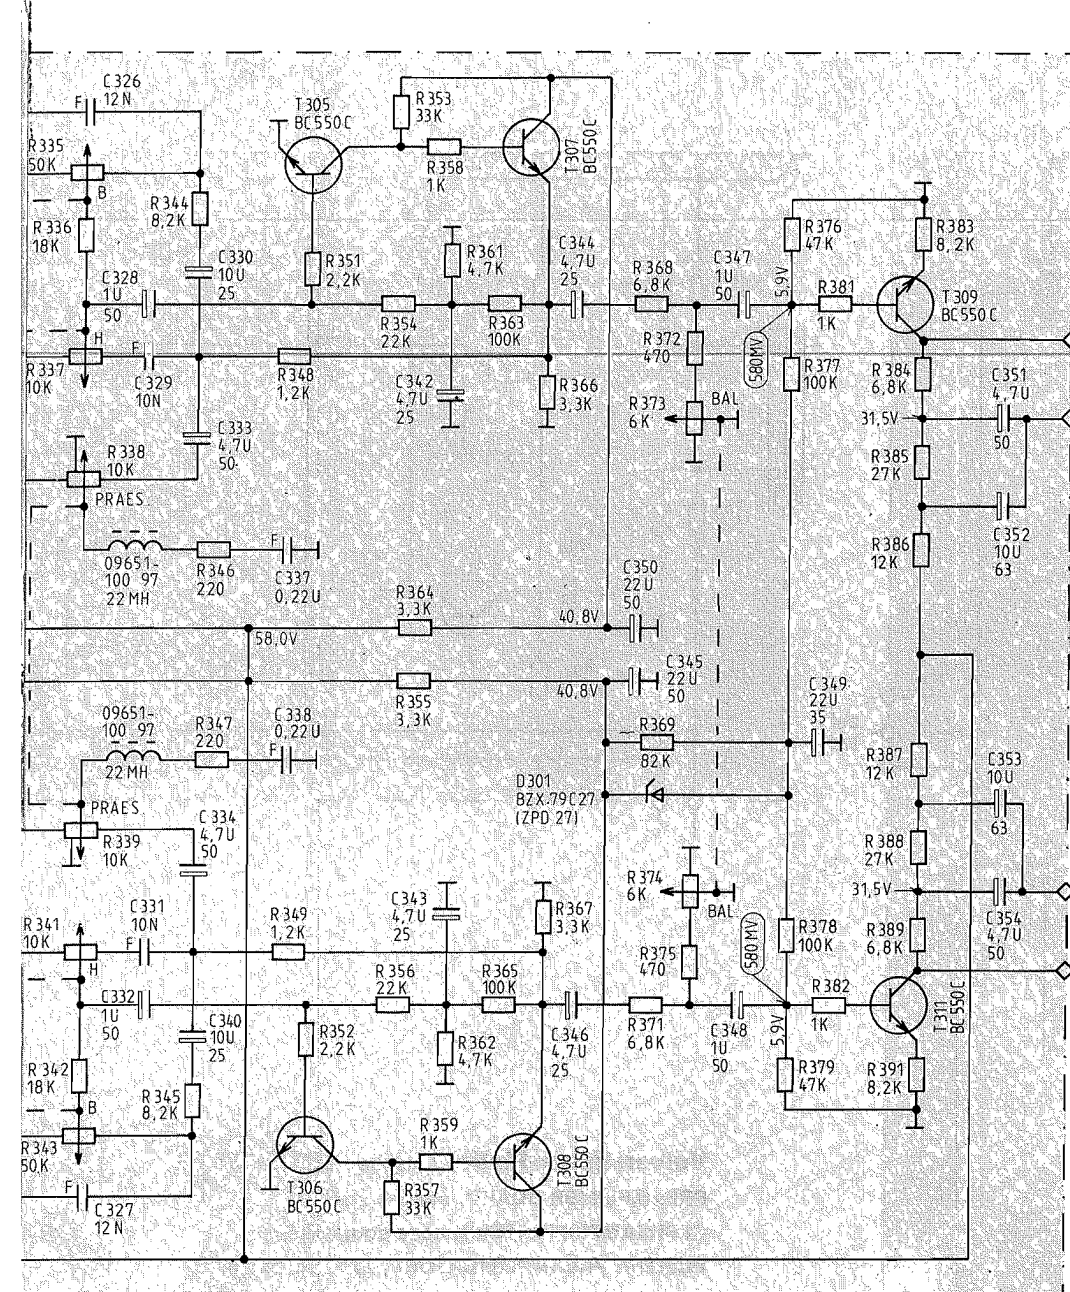 C326
12N
F
R335
50K
B
R336
18K
R344
8,2K
C328
1U
50
C330
10U
25
H
F
R337
10K
C329
10N
R348
1,2K
C333
4,7U
50
R338
10K
PRAES
09651-
100 97
22MH
R346
220
F
C337
0,22U
T305
BC550C
R353
33K
R358
1K
T307
BC550C
R351
2,2K
R361
4,7K
R354
22K
R363
100K
C342
4,7U
25
R366
3,3K
C344
4,7U
25
R368
6,8K
R372
470
R373
6K
BAL
C347
1U
50
5,9V
580MV
R376
47K
R381
1K
R377
100K
R383
8,2K
T309
BC550C
R384
6,8K
31,5V
R385
27K
R386
12K
C351
4,7U
50
C352
10U
63
58,0V
R364
3,3K
40,8V
C350
22U
50
R355
3,3K
40,8V
C345
22U
50
R369
82K
C349
22U
35
D301
BZX79C27
(ZPD 27)
09651-
100 97
22MH
R347
220
C338
0,22U
F
PRAES
R339
10K
C334
4,7U
50
R341
10K
C331
10N
F
H
R349
1,2K
C332
1U
50
C340
10U
25
R342
18K
R345
8,2K
B
R343
50K
F
C327
12N
C343
4,7U
25
R367
3,3K
R356
22K
R365
100K
R352
2,2K
R362
4,7K
C346
4,7U
25
R359
1K
R357
33K
T306
BC550C
T308
BC550C
R374
6K
BAL
R375
470
R371
6,8K
C348
1U
50
580MV
5,9V
R378
100K
R382
1K
R379
47K
R387
12K
R388
27K
31,5V
R389
6,8K
C353
10U
63
C354
4,7U
50
T311
BC550C
R391
8,2K